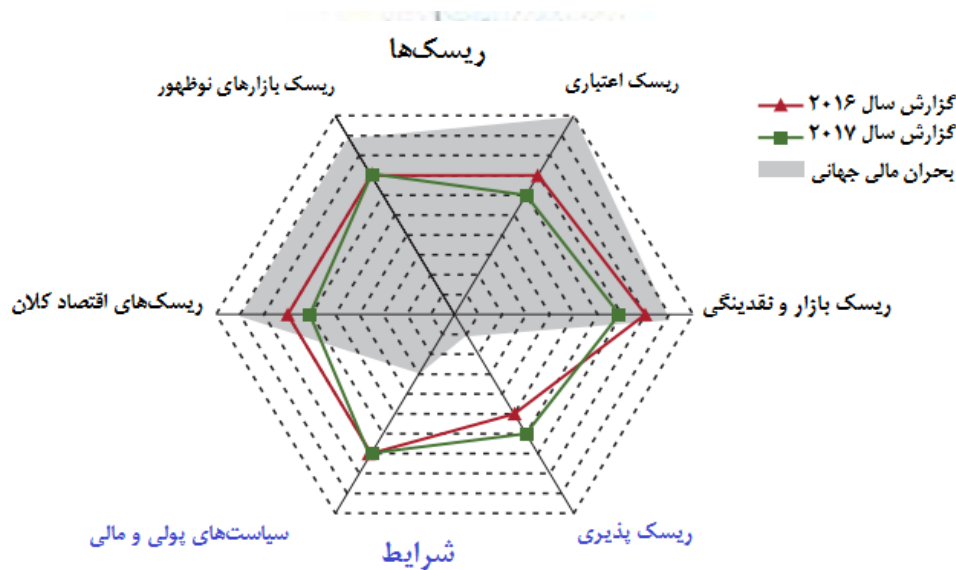 ریسک‌ها
ریسک بازارهای نوظهور
ریسک اعتباری
گزارش سال ۲۰۱۶
گزارش سال ۲۰۱۷
بحران مالی جهانی
ریسک بازار و نقدینگی
ریسک‌های اقتصاد کلان
ریسک پذیری
سیاست‌های پولی و مالی
شرایط